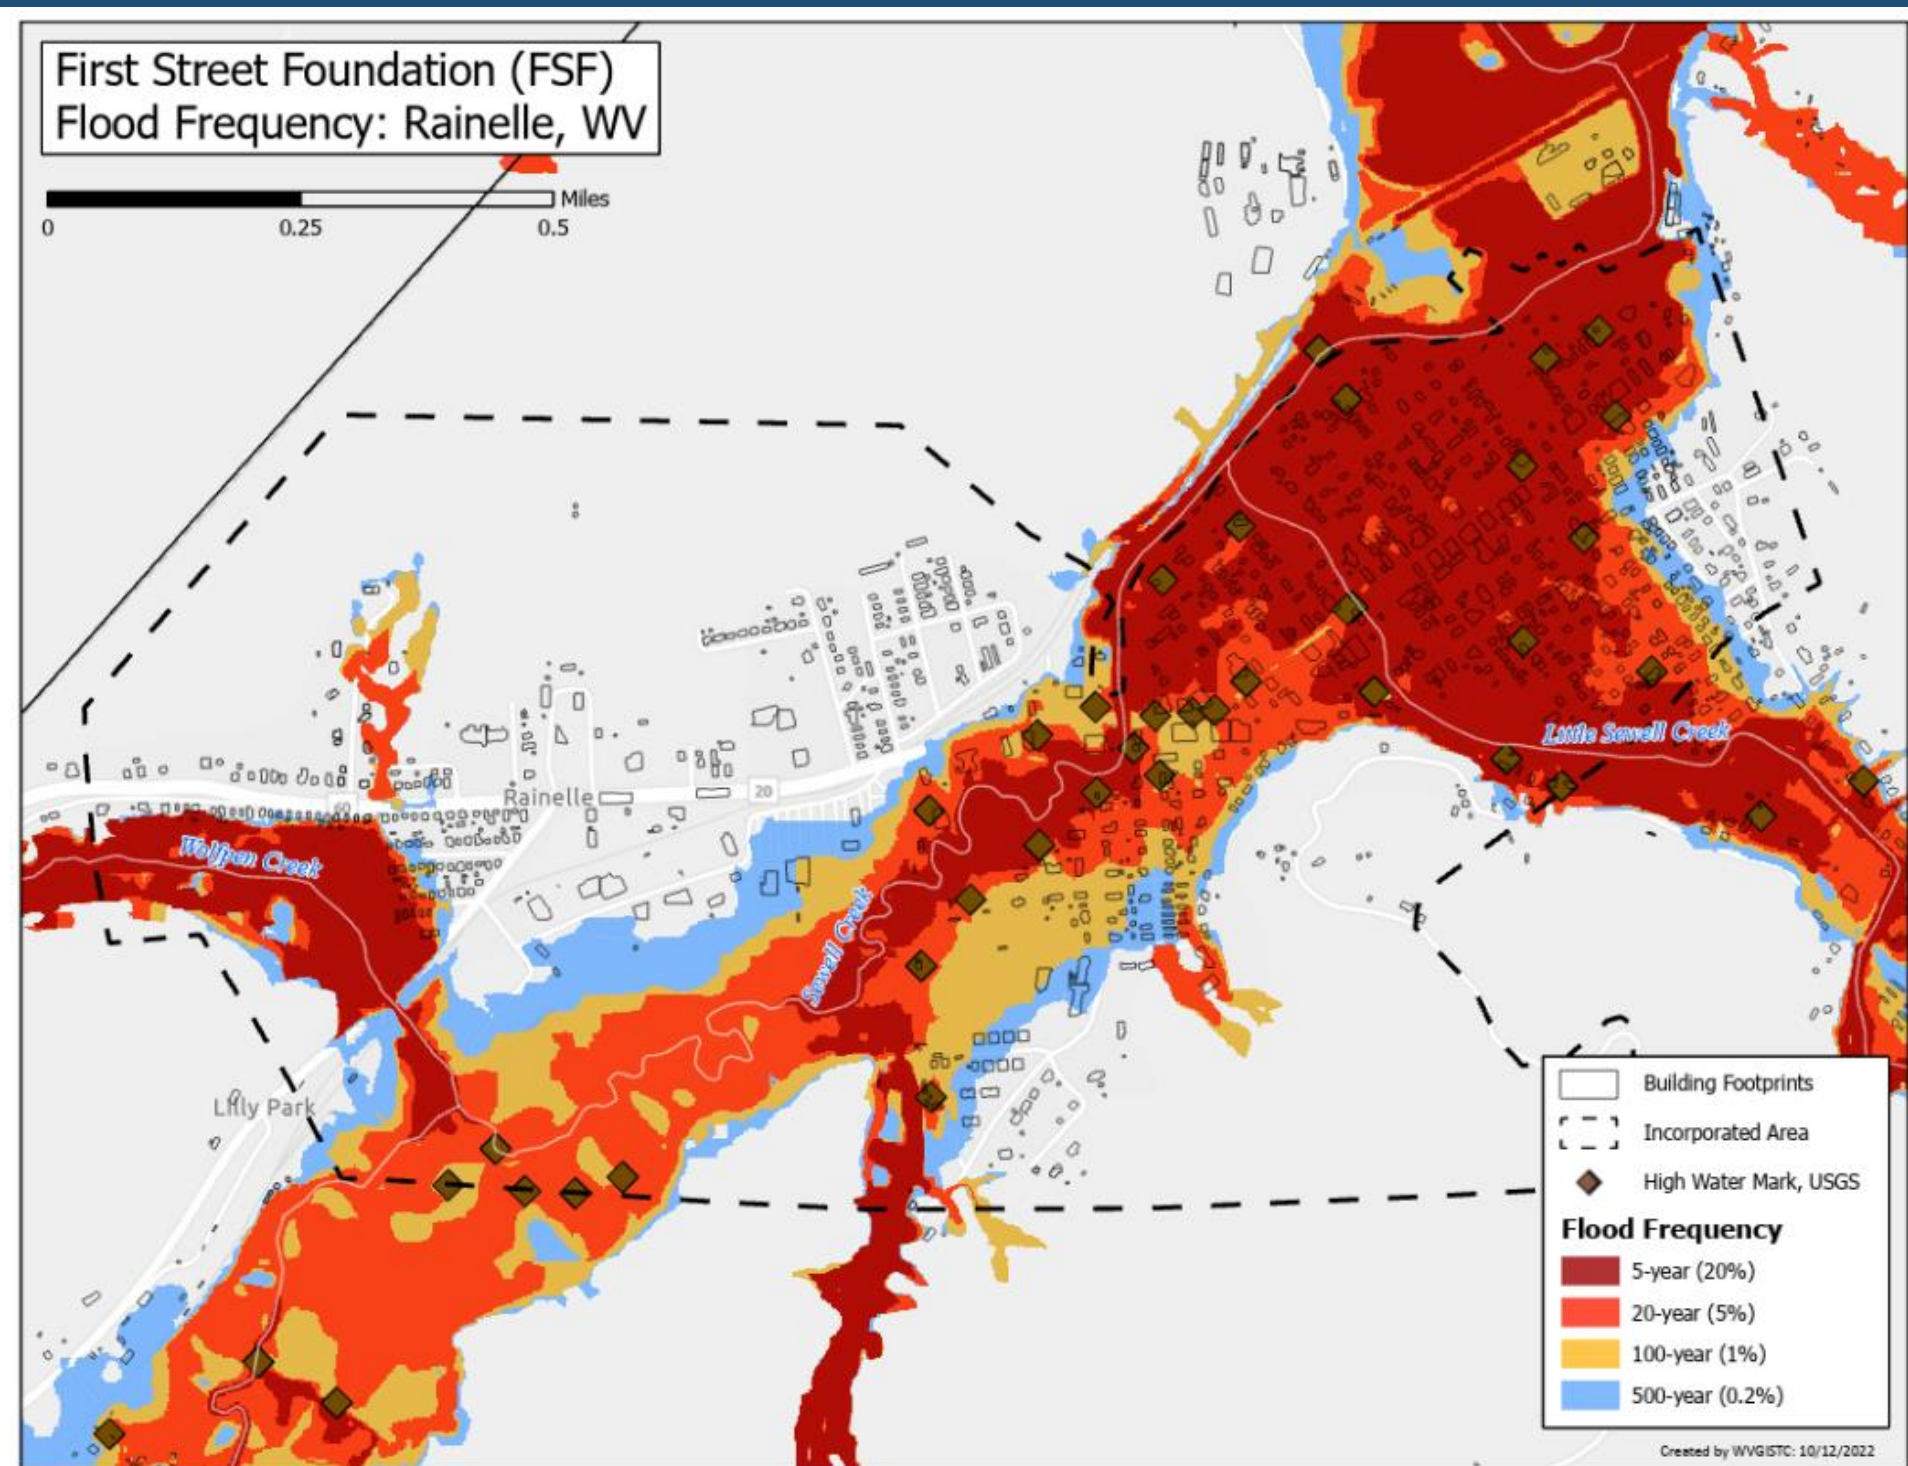 First Street Foundation (FSF)
Flood Frequency: Rainelle, WV
Miles
0
0.25
0.5
Little Sewell Creek
Rainelle
20
60
Wolfpen Creek
Sewell Creek
Lilly Park
Building Footprints
Incorporated Area
High Water Mark, USGS
Flood Frequency
5-year (20%)
20-year (5%)
100-year (1%)
500-year (0.2%)
Created by WVGISTC: 10/12/2022